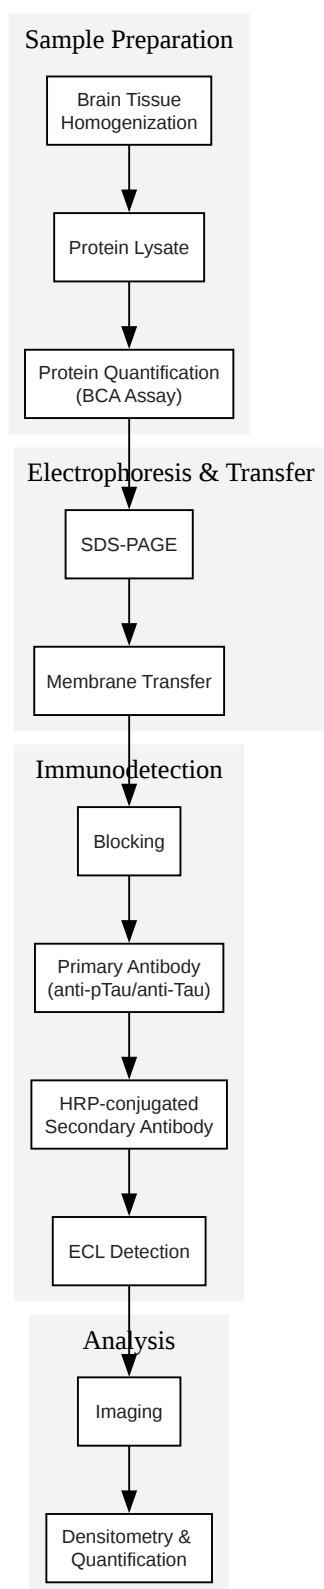 Sample Preparation
Brain Tissue
Homogenization
Protein Lysate
Protein Quantification
(BCA Assay)
Electrophoresis & Transfer
SDS-PAGE
Membrane Transfer
Immunodetection
Blocking
Primary Antibody
(anti-pTau/anti-Tau)
HRP-conjugated
Secondary Antibody
ECL Detection
Analysis
Imaging
Densitometry &
Quantification